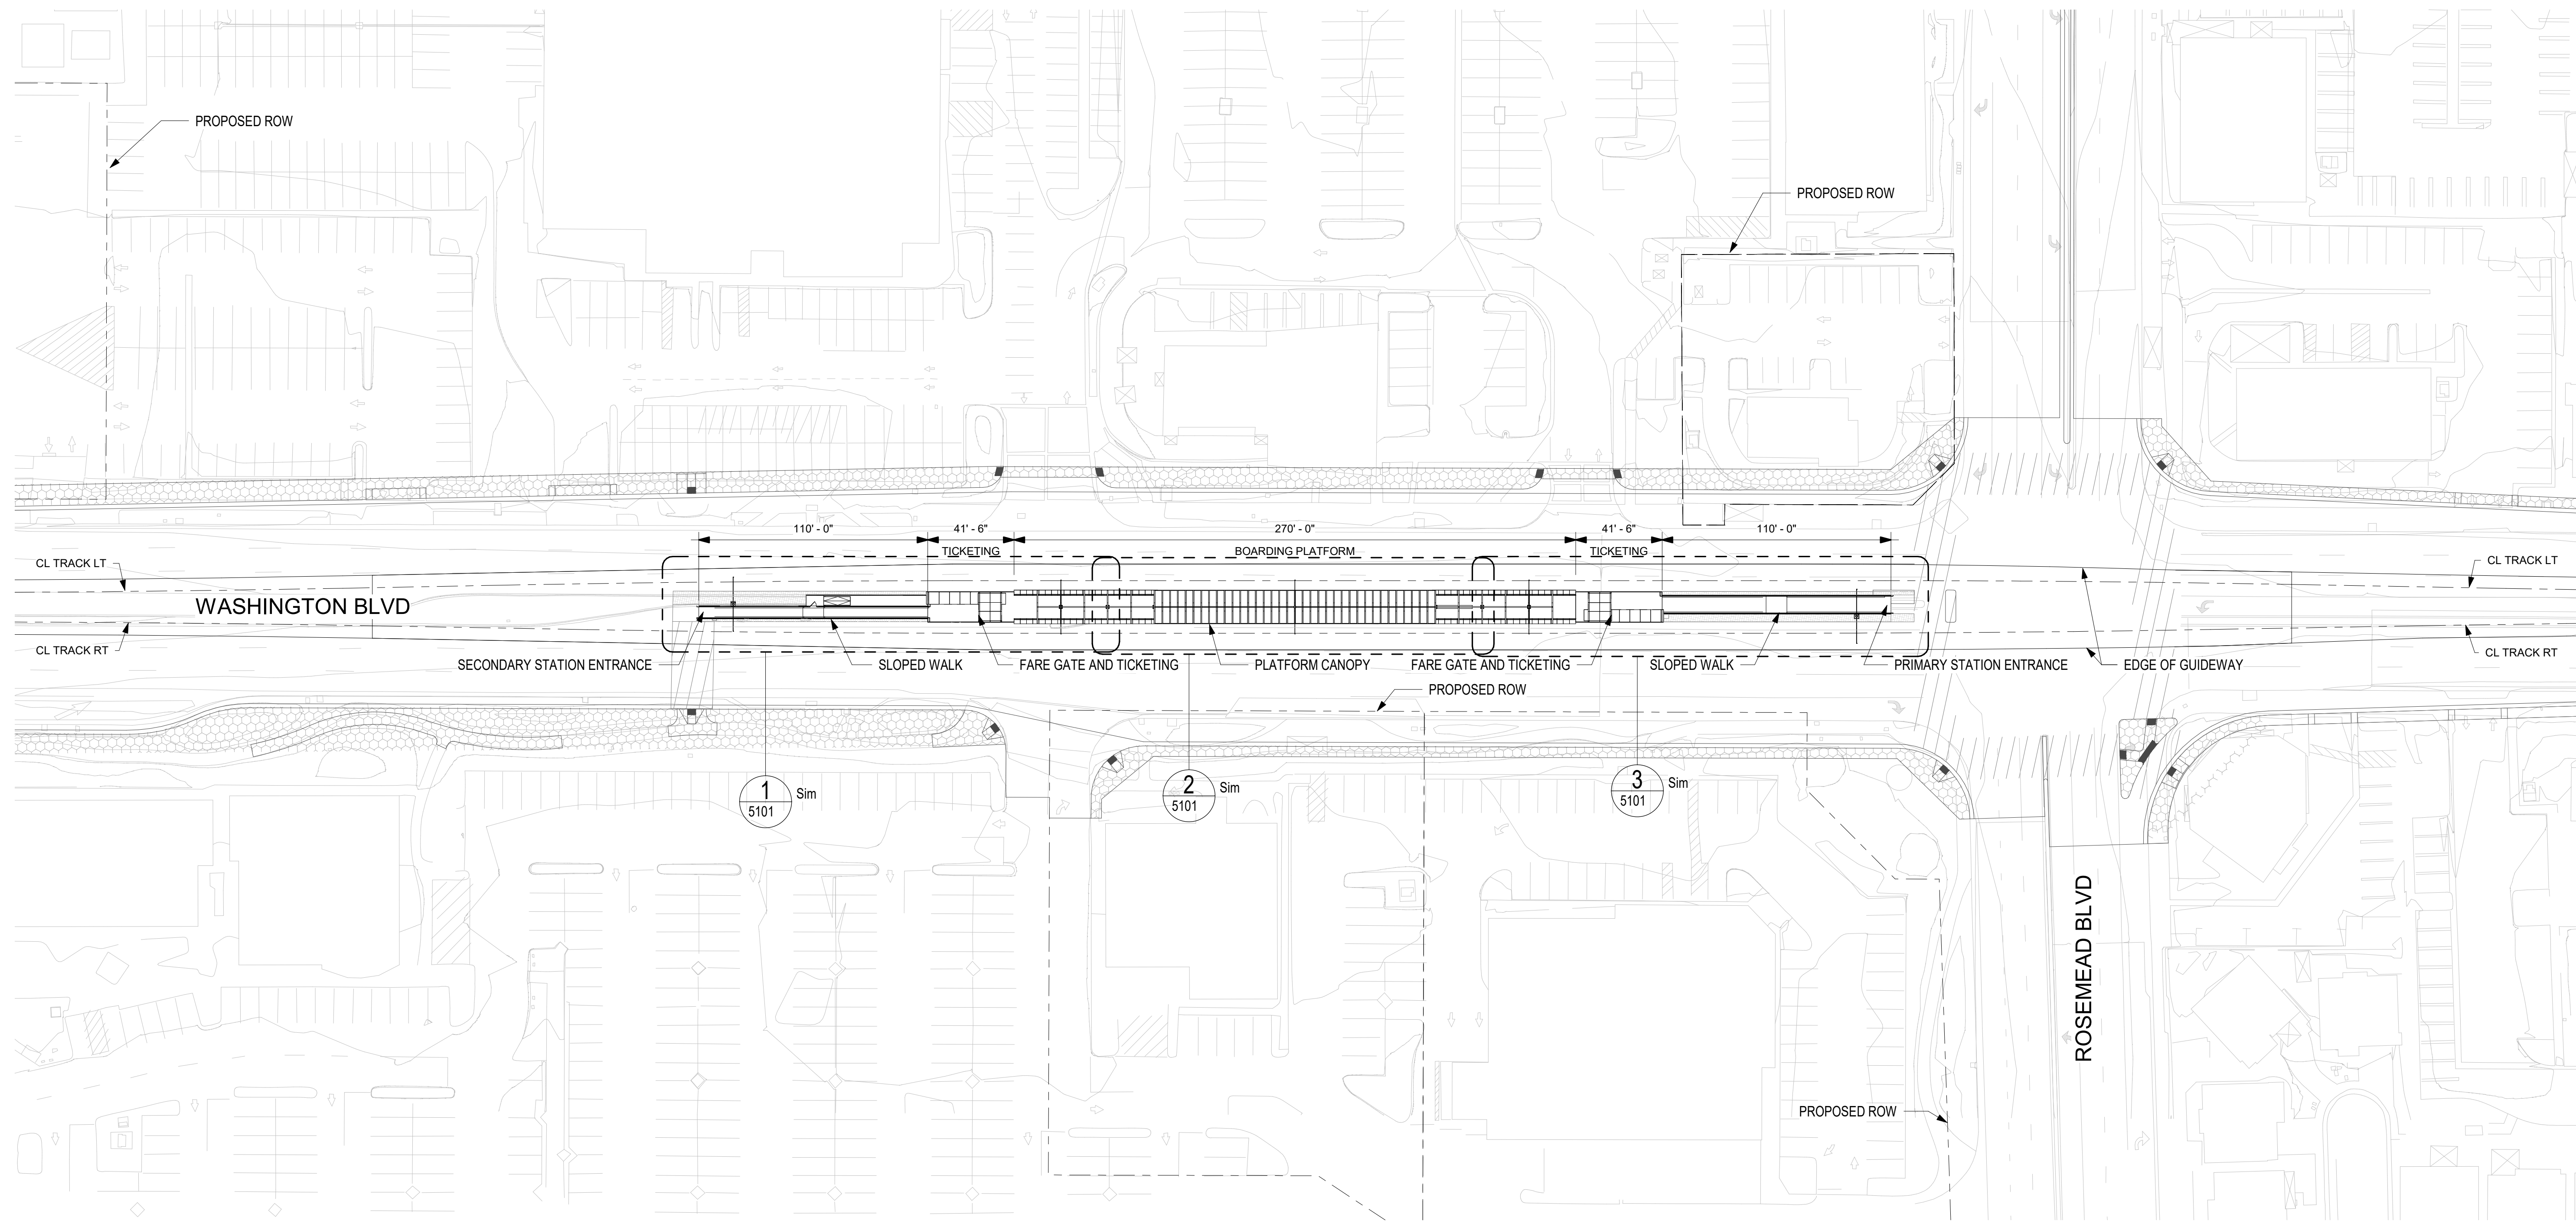 PROPOSED ROW
PROPOSED ROW
110' - 0"
41' - 6"
270' - 0"
41' - 6"
110' - 0"
TICKETING
BOARDING PLATFORM
TICKETING
CL TRACK LT
CL TRACK LT
WASHINGTON BLVD
CL TRACK RT
CL TRACK RT
SECONDARY STATION ENTRANCE
SLOPED WALK
FARE GATE AND TICKETING
PLATFORM CANOPY
FARE GATE AND TICKETING
SLOPED WALK
PRIMARY STATION ENTRANCE
EDGE OF GUIDEWAY
PROPOSED ROW
1
5101
Sim
2
5101
Sim
3
5101
Sim
ROSEMEAD BLVD
PROPOSED ROW